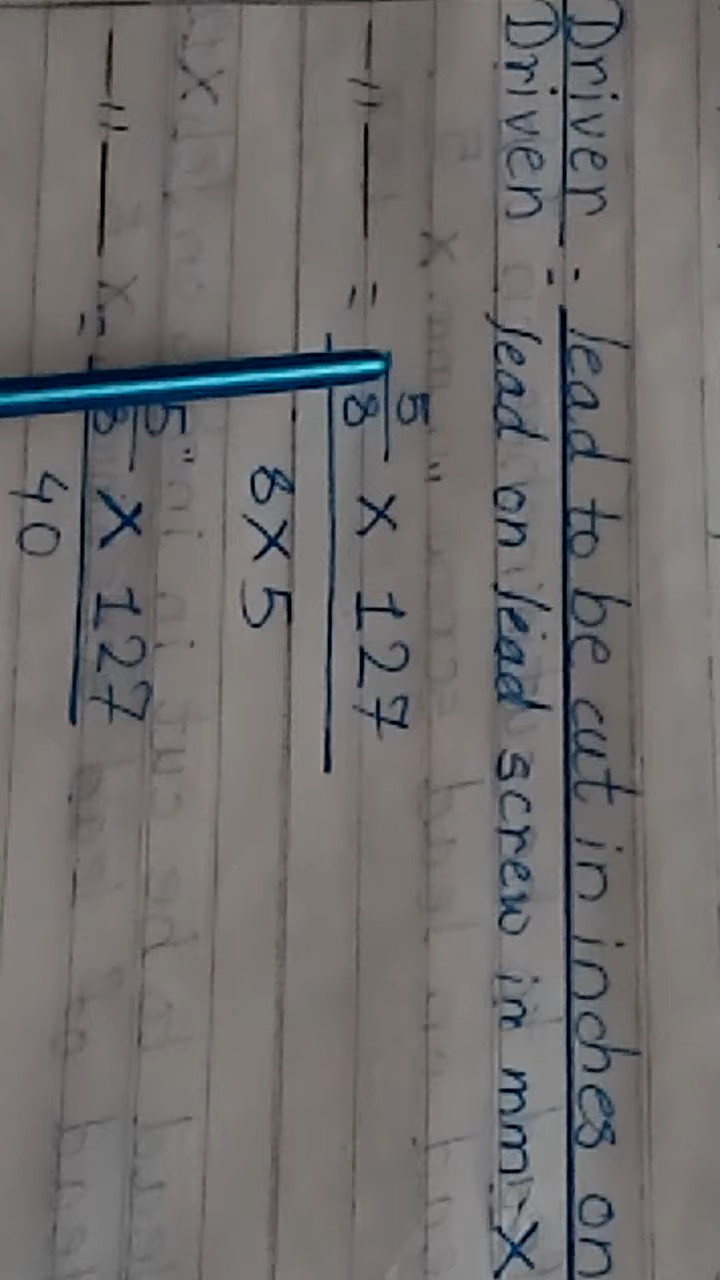 Driver = lead to be cut in inches on
Driven lead on lead screw in mm X
—"— = 5"
8 X 127
8 X 5
—"— = 5"
8 X 127
40